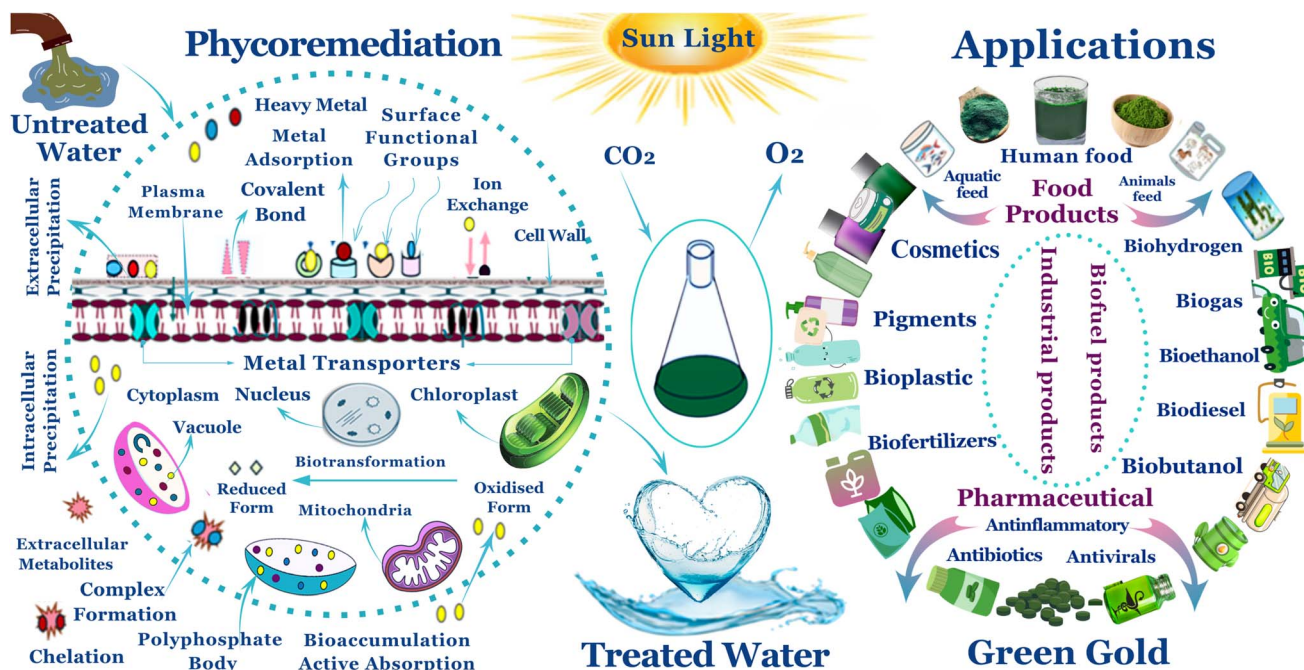 Phycoremediation
Sun Light
Applications
Untreated
Water
Heavy Metal
Metal
Adsorption
Surface
Functional
Groups
Ion
Exchange
Plasma
Membrane
Covalent
Bond
Cell Wall
Extracellular
Precipitation
Metal Transporters
Intracellular
Precipitation
Cytoplasm
Nucleus
Chloroplast
Vacuole
Biotransformation
Reduced
Form
Oxidised
Form
Mitochondria
Extracellular
Metabolites
Complex
Formation
Chelation
Polyphosphate
Body
Bioaccumulation
Active Absorption
CO2
O2
Treated Water
Human food
Aquatic
feed
Animals
feed
Food
Products
H2
Cosmetics
Biohydrogen
BIO
Biogas
Pigments
Bioethanol
Bioplastic
Biodiesel
Biofertilizers
Biobutanol
Industrial products
Biofuel products
Pharmaceutical
Antinflammatory
Antibiotics
Antivirals
Green Gold